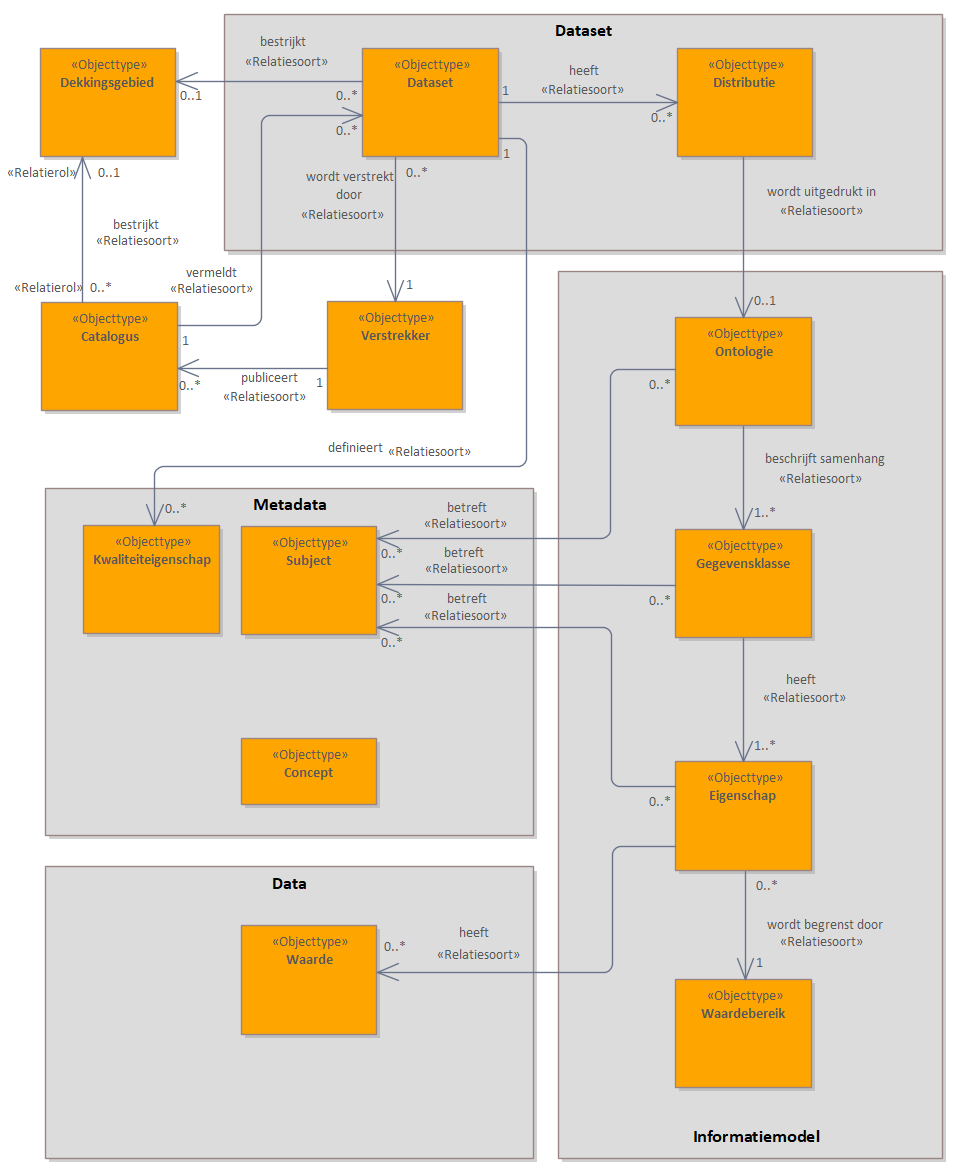 Dataset
bestrijkt
«Relatiesoort»
«Objecttype»
Dekkingsgebied
«Objecttype»
Dataset
heeft
«Relatiesoort»
«Objecttype»
Distributie
0..1
0..*
0..*
1
0..*
1
«Relatierol»
0..1
wordt verstrekt
door
«Relatiesoort»
0..*
wordt uitgedrukt in
«Relatiesoort»
bestrijkt
«Relatiesoort»
vermeldt
«Relatiesoort»
«Relatierol»
0..*
1
0..1
«Objecttype»
Catalogus
1
«Objecttype»
Verstrekker
«Objecttype»
Ontologie
publiceert
«Relatiesoort»
0..*
1
0..*
definieert
«Relatiesoort»
beschrijft samenhang
«Relatiesoort»
Metadata
0..*
1..*
«Objecttype»
Kwaliteiteigenschap
«Objecttype»
Subject
betreft
«Relatiesoort»
0..*
betreft
«Relatiesoort»
0..*
betreft
«Relatiesoort»
0..*
«Objecttype»
Gegevensklasse
0..*
heeft
«Relatiesoort»
1..*
«Objecttype»
Concept
«Objecttype»
Eigenschap
0..*
Data
0..*
«Objecttype»
Waarde
0..*
heeft
«Relatiesoort»
wordt begrenst door
«Relatiesoort»
1
«Objecttype»
Waardebereik
Informatiemodel